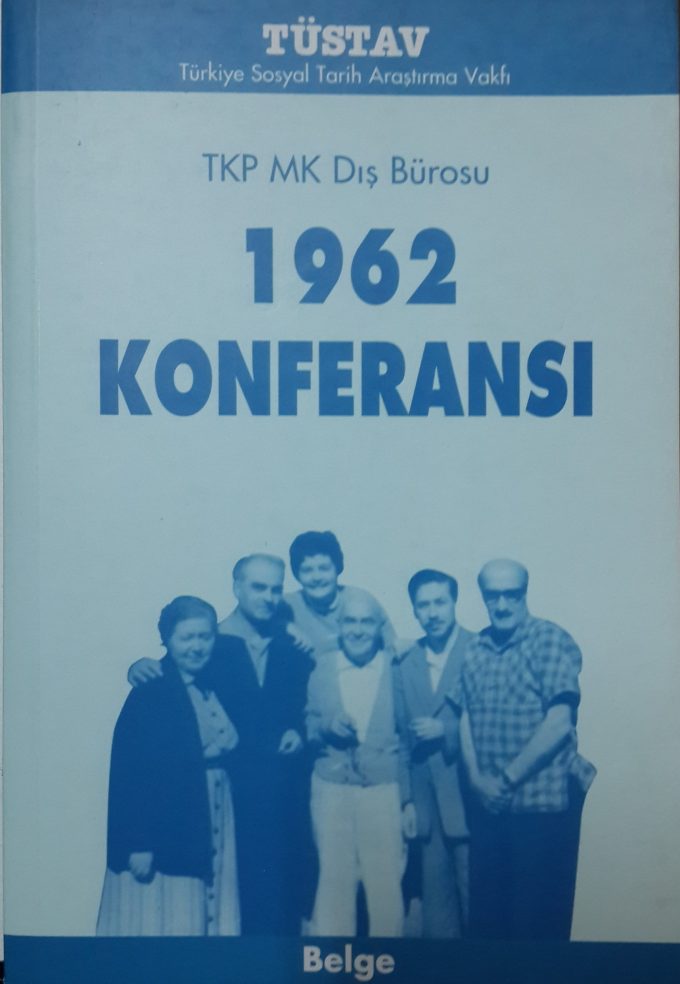 TÜSTAV
Türkiye Sosyal Tarih Araştırma Vakfı
TKP MK Dış Bürosu
1962
KONFERANSI
Belge